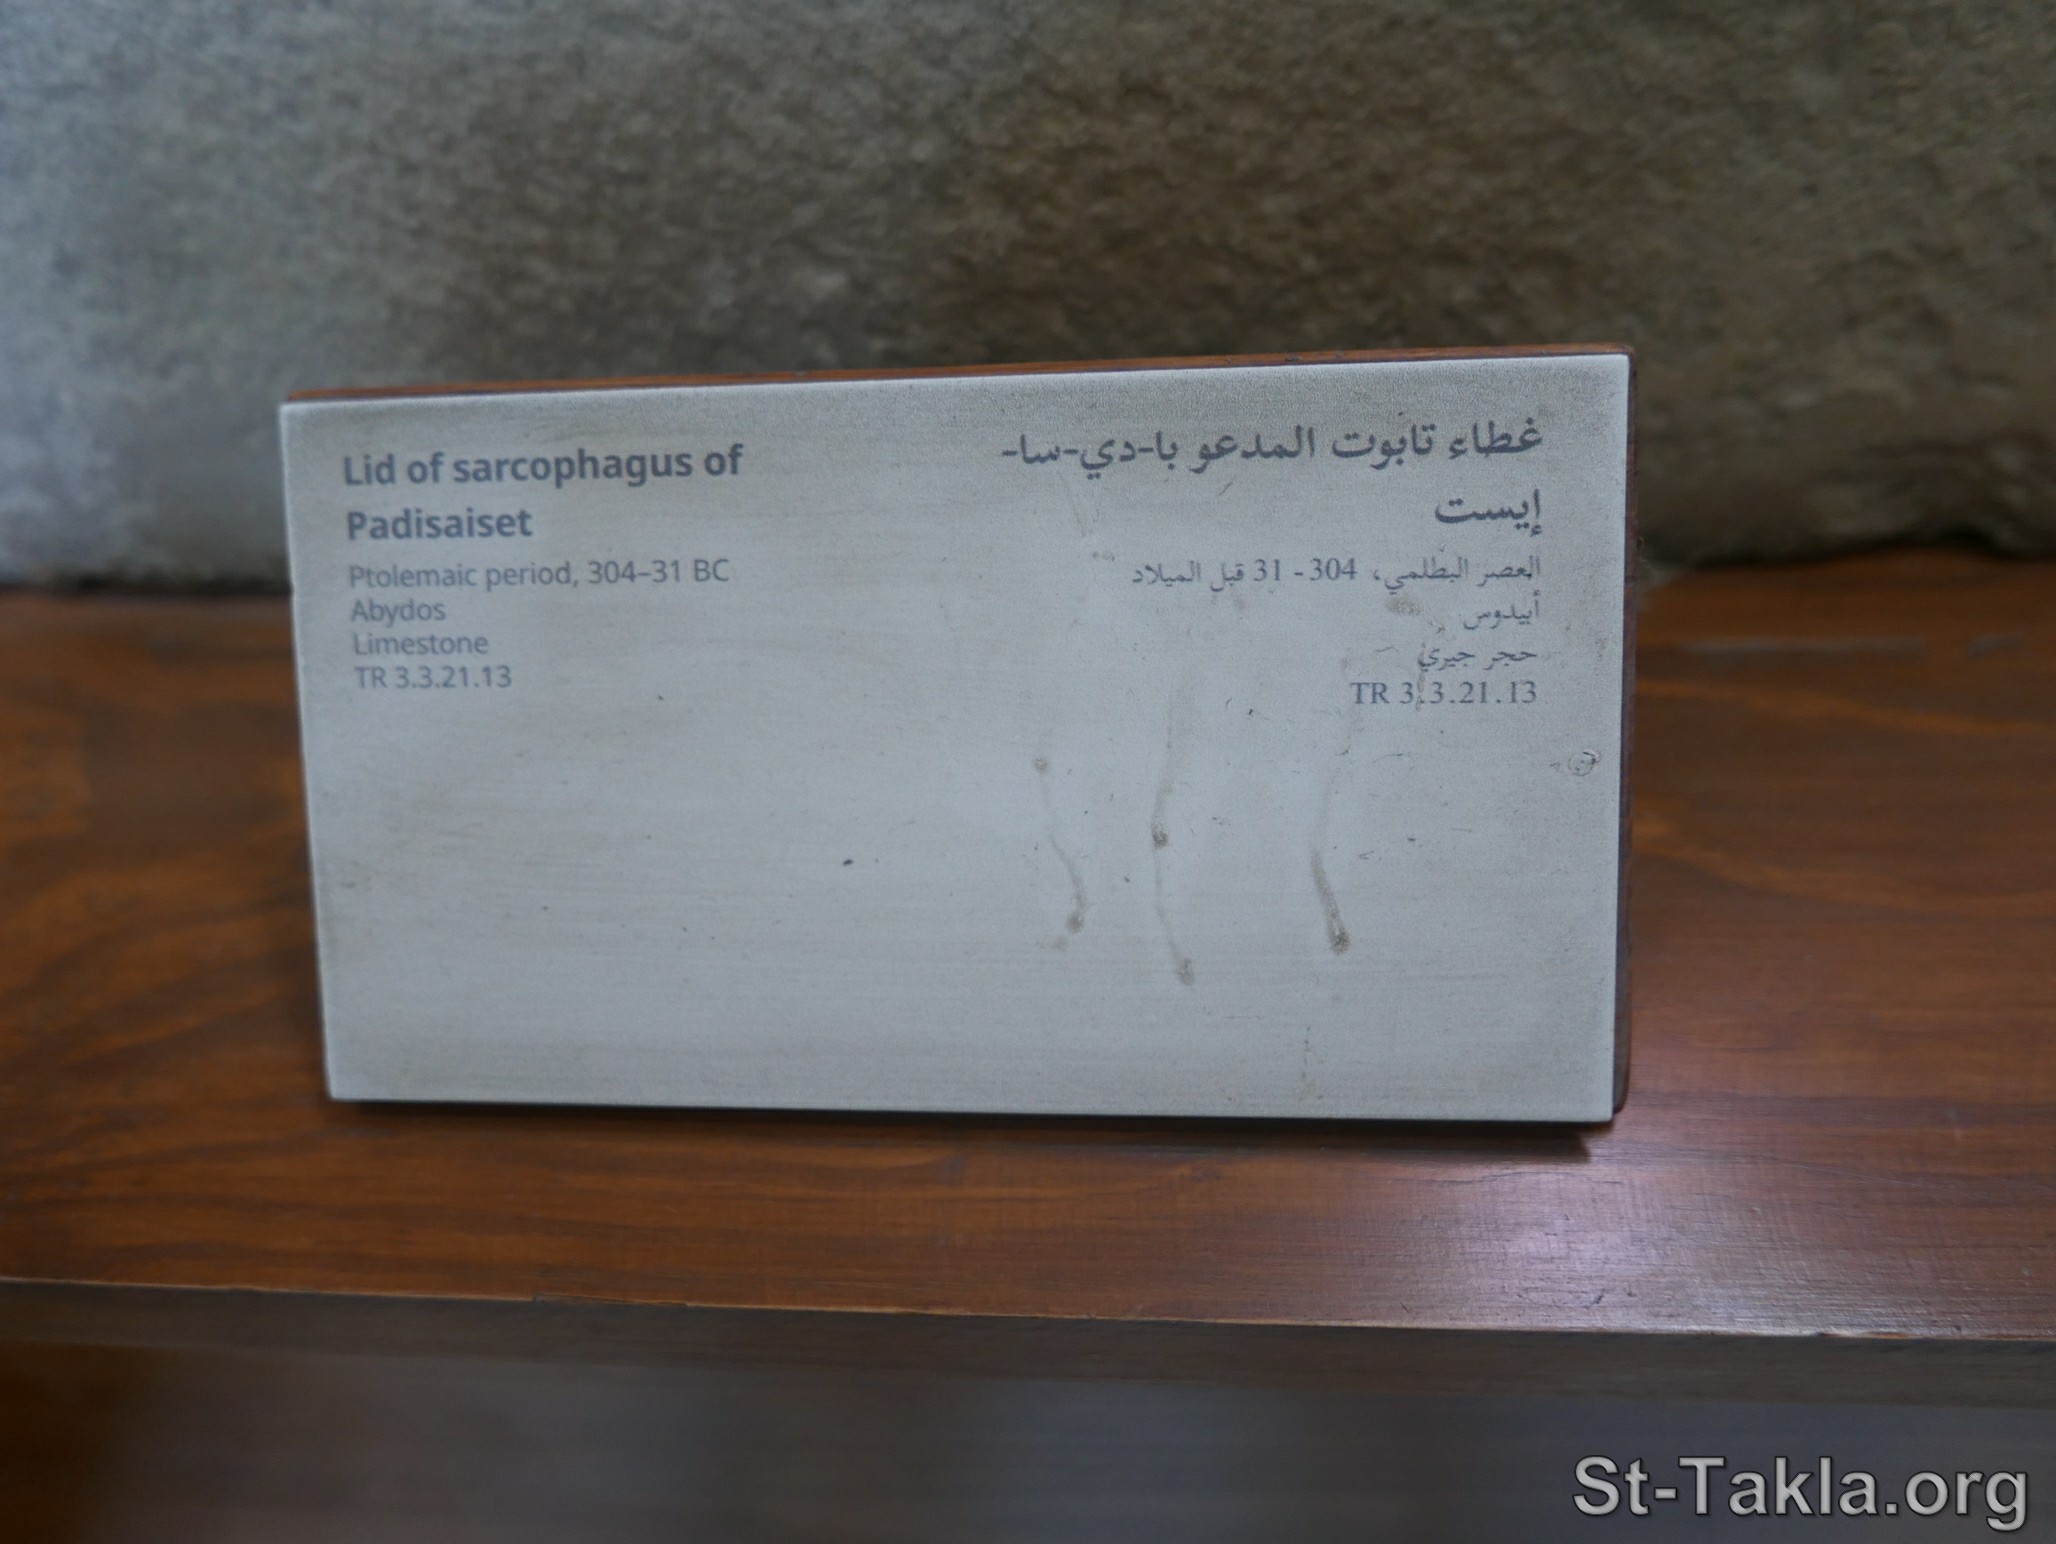 Lid of sarcophagus of
Padisaiset
Ptolemaic period, 304–31 BC
Abydos
Limestone
TR 3.3.21.13
غطاء تابوت المدعو با-دي-سا-
إيست
العصر البطلمي، 304 - 31 قبل الميلاد
أبيدوس
حجر جيري
TR 3.3.21.13
St-Takla.org